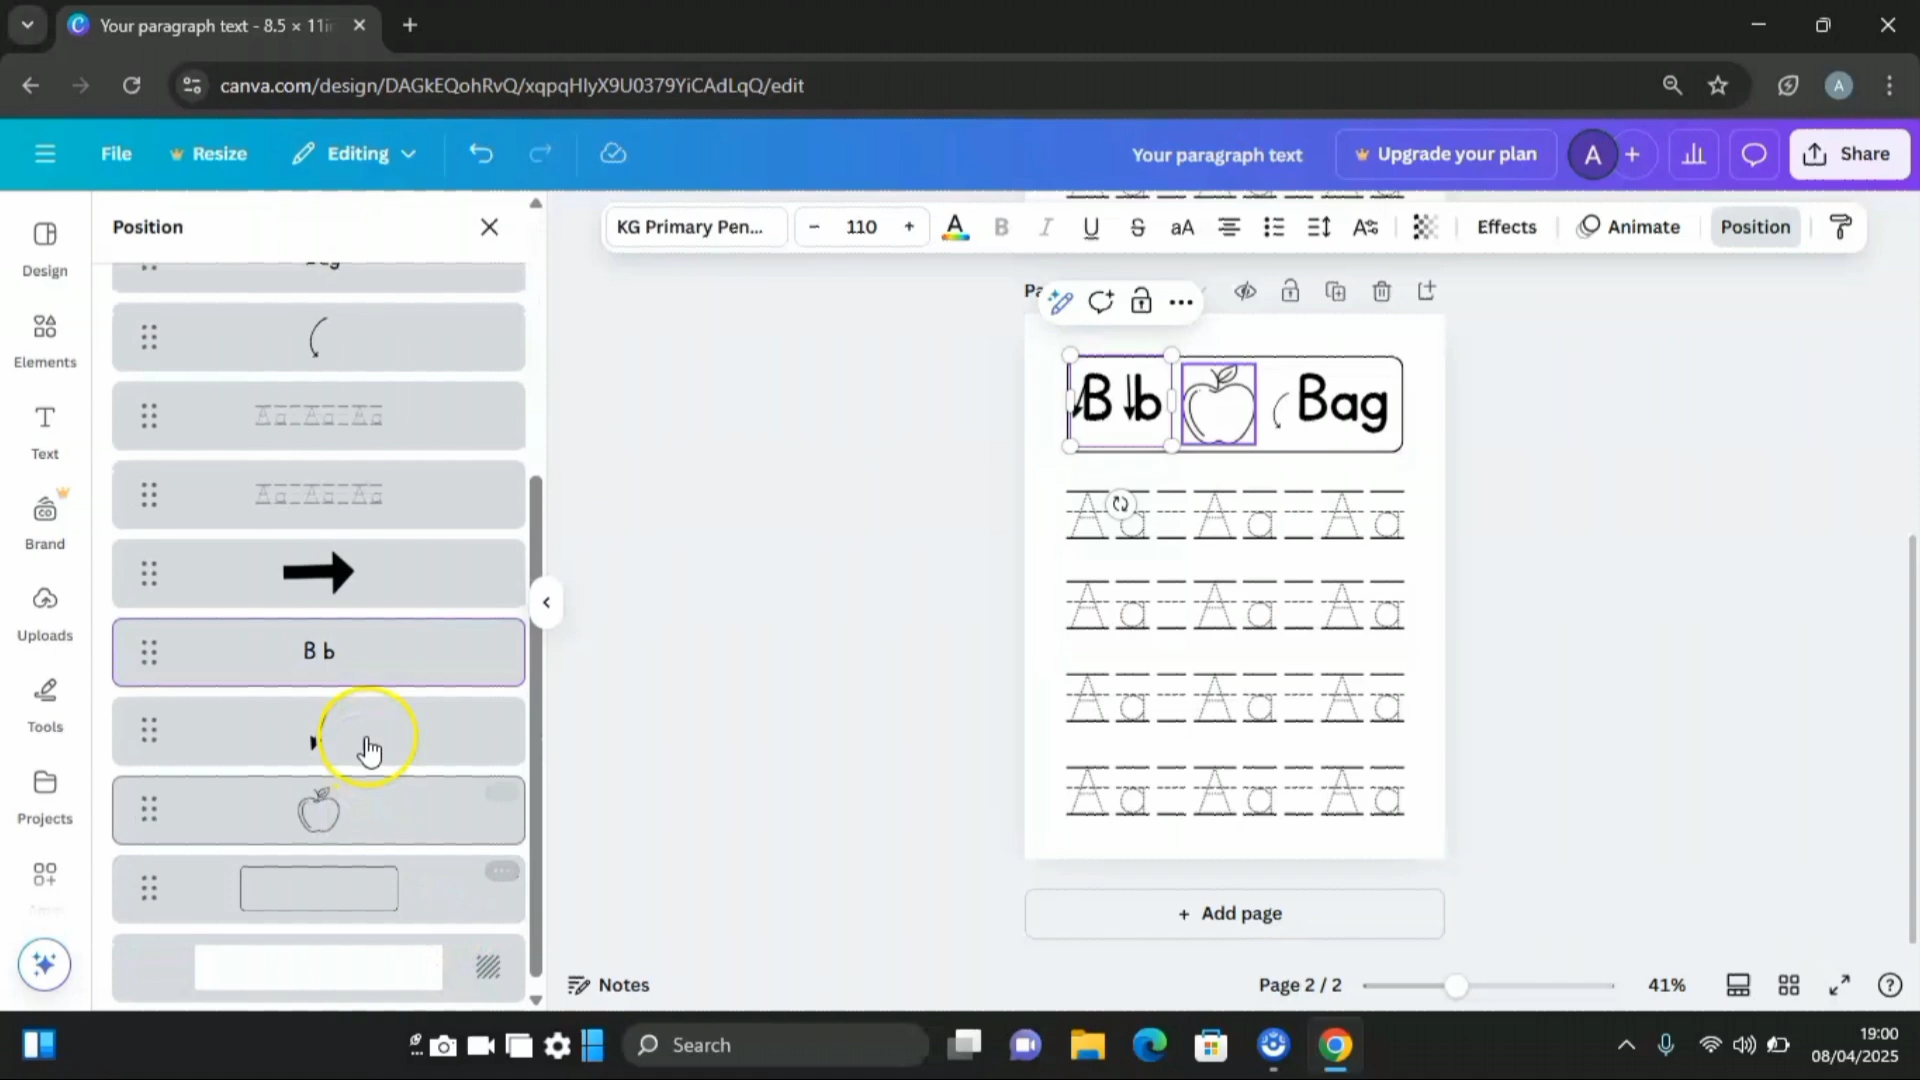 Your paragraph text - 8.5 × 11i
canva.com/design/DAGkEQohRvQ/xqpqHlyX9U0379YiCAdLqQ/edit
File
Resize
Editing
Your paragraph text
Upgrade your plan
A
Share
Design
Elements
Text
Brand
Uploads
Tools
Projects
Position
B b
KG Primary Pen...
110
aA
Effects
Animate
Position
B b Bag
A a A a A a
A a A a A a
A a A a A a
A a A a A a
+ Add page
Notes
Page 2 / 2
41%
Search
19:00
08/04/2025